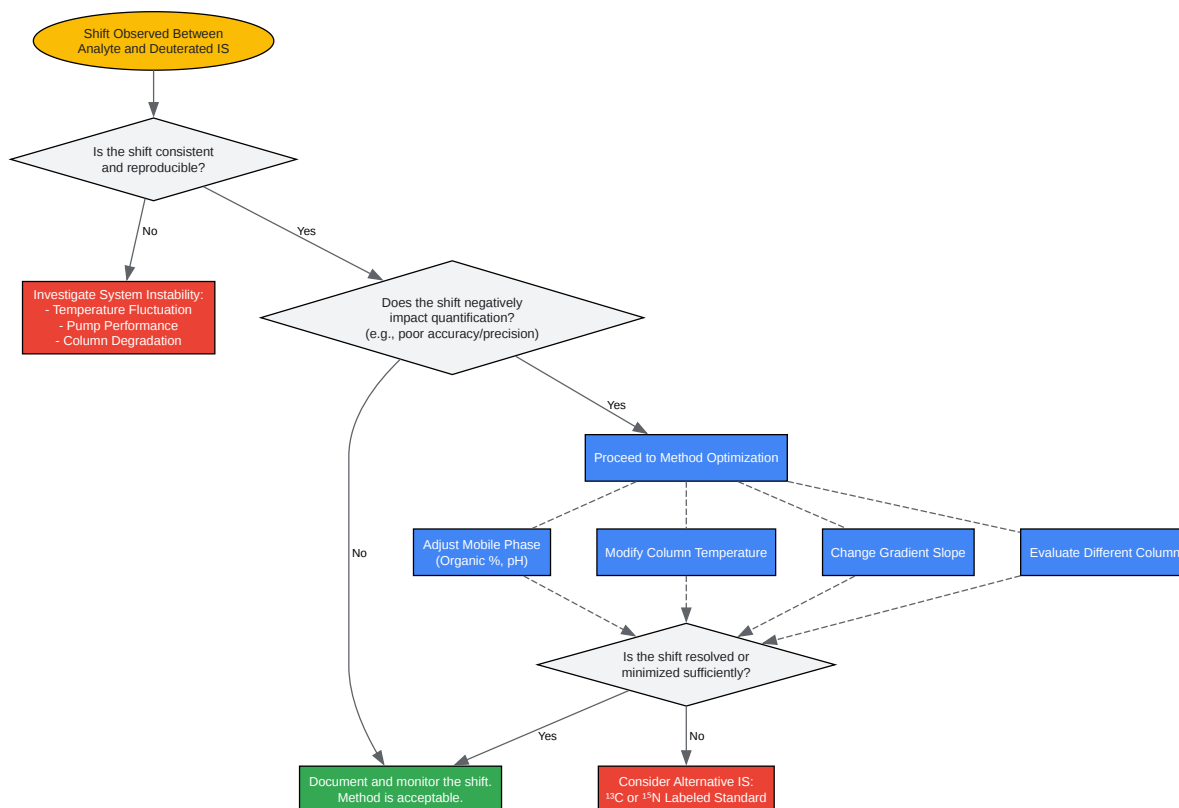 Shift Observed Between
Analyte and Deuterated IS
Is the shift consistent
and reproducible?
No
Yes
Investigate System Instability:
- Temperature Fluctuation
- Pump Performance
- Column Degradation
Does the shift negatively
impact quantification?
(e.g., poor accuracy/precision)
Yes
Proceed to Method Optimization
No
Adjust Mobile Phase
(Organic %, pH)
Modify Column Temperature
Change Gradient Slope
Evaluate Different Column
Is the shift resolved or
minimized sufficiently?
Yes
No
Document and monitor the shift.
Method is acceptable.
Consider Alternative IS:
¹³C or ¹⁵N Labeled Standard